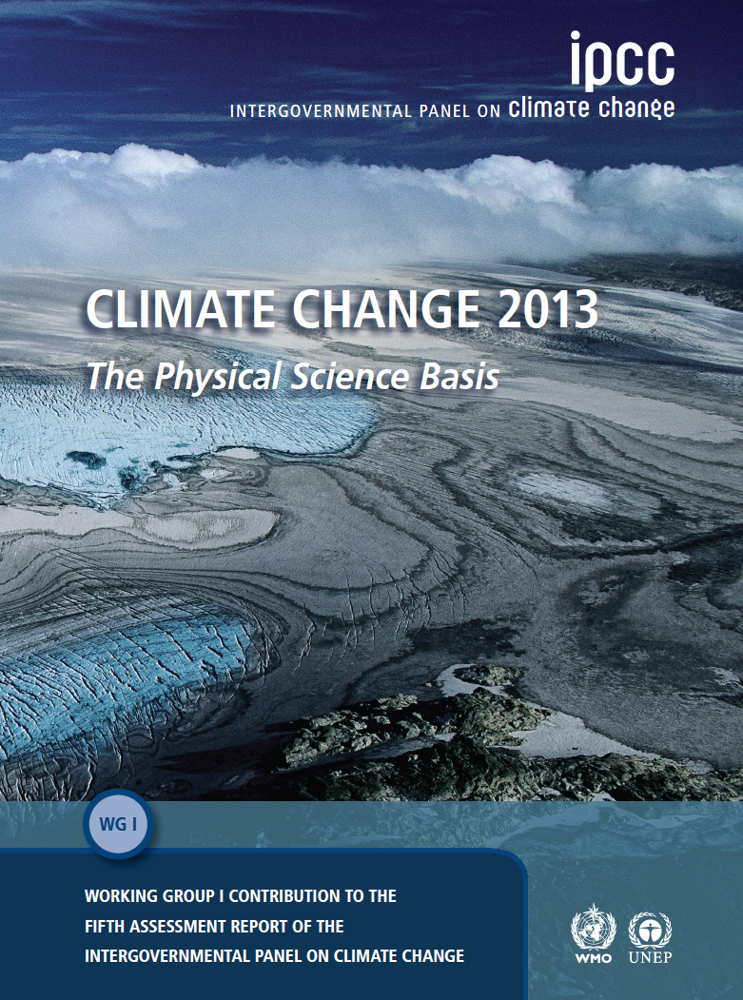 ipcc
INTERGOVERNMENTAL PANEL ON climate change
CLIMATE CHANGE 2013
The Physical Science Basis
WG I
WORKING GROUP I CONTRIBUTION TO THE
FIFTH ASSESSMENT REPORT OF THE
INTERGOVERNMENTAL PANEL ON CLIMATE CHANGE
WMO UNEP